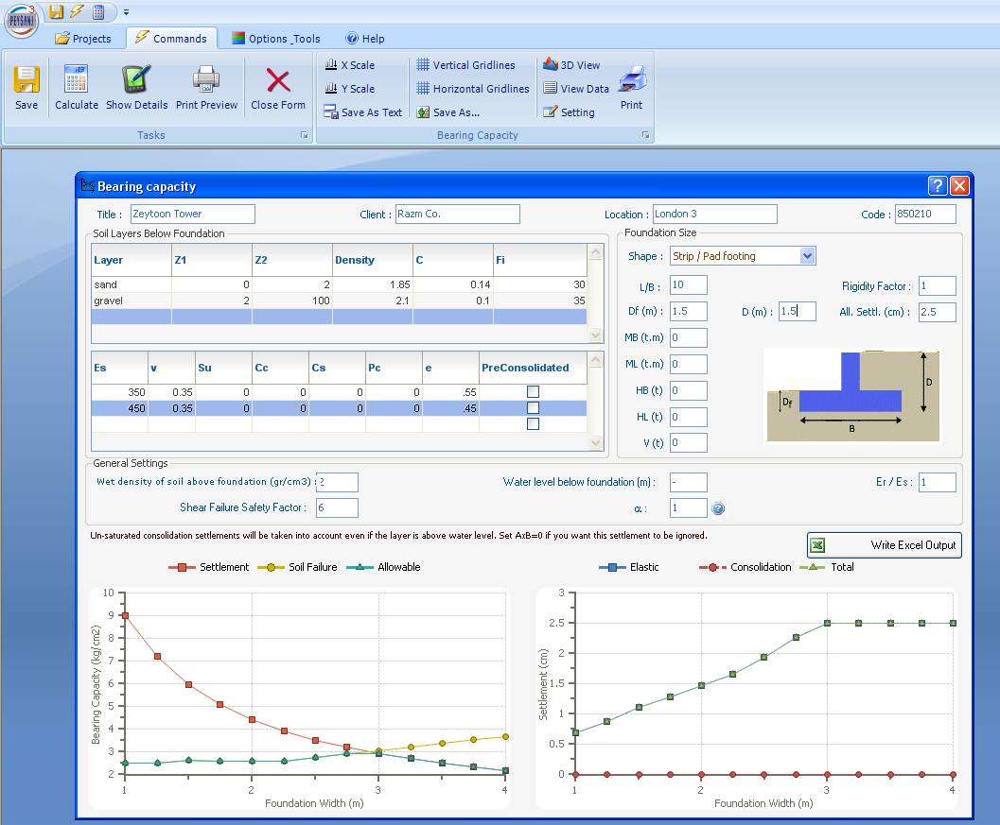 3
PEYSANJ
Projects Commands Options _Tools Help
Save Calculate Show Details Print Preview Close Form
X Scale Vertical Gridlines 3D View
Y Scale Horizontal Gridlines View Data
Save As Text Save As... Setting Print
Tasks Bearing Capacity
Bearing capacity
Title : Zeytoon Tower Client : Razm Co. Location : London 3 Code : 850210
Soil Layers Below Foundation
Layer Z1 Z2 Density C Fi
sand 0 2 1.85 0.14 30
gravel 2 100 2.1 0.1 35
Es v Su Cc Cs Pc e PreConsolidated
350 0.35 0 0 0 0 .55
450 0.35 0 0 0 0 .45
Foundation Size
Shape : Strip / Pad footing
L/B : 10 Rigidity Factor : 1
Df (m) : 1.5 D (m) : 1.5 All. Settl. (cm) : 2.5
MB (t.m) 0
ML (t.m) 0
HB (t) 0
HL (t) 0
V (t) 0
D
Df
B
General Settings
Wet density of soil above foundation (gr/cm3) : 2 Water level below foundation (m) : - Er / Es : 1
Shear Failure Safety Factor : 6 α : 1
Un-saturated consolidation settlements will be taken into account even if the layer is above water level. Set AxB=0 if you want this settlement to be ignored.
Write Excel Output
Settlement Soil Failure Allowable
Elastic Consolidation Total
10
9
8
7
6
5
4
3
2
Bearing Capacity (kg/cm2)
1 2 3 4
Foundation Width (m)
3
2.5
2
1.5
1
0.5
0
Settlement (cm)
1 2 3 4
Foundation Width (m)